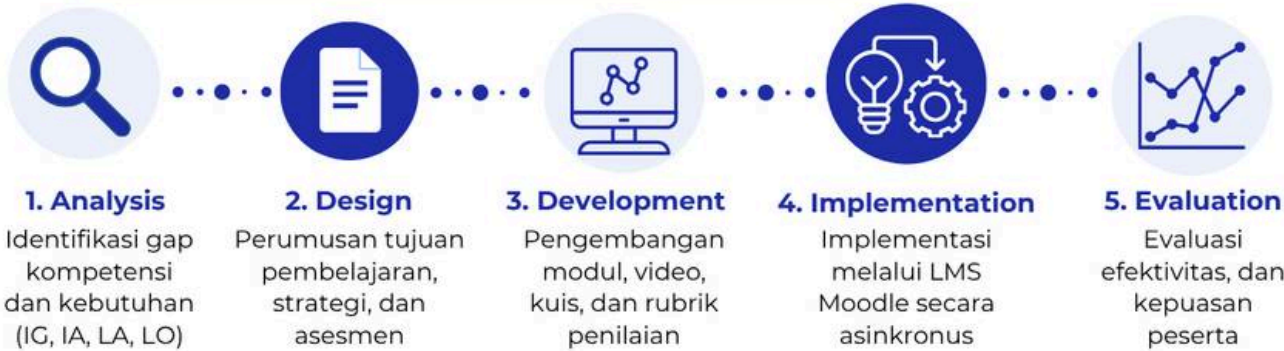 1. Analysis
Identifikasi gap
kompetensi
dan kebutuhan
(IG, IA, LA, LO)
2. Design
Perumusan tujuan
pembelajaran,
strategi, dan
asesmen
3. Development
Pengembangan
modul, video,
kuis, dan rubrik
penilaian
4. Implementation
Implementasi
melalui LMS
Moodle secara
asinkronus
5. Evaluation
Evaluasi
efektivitas, dan
kepuasan
peserta